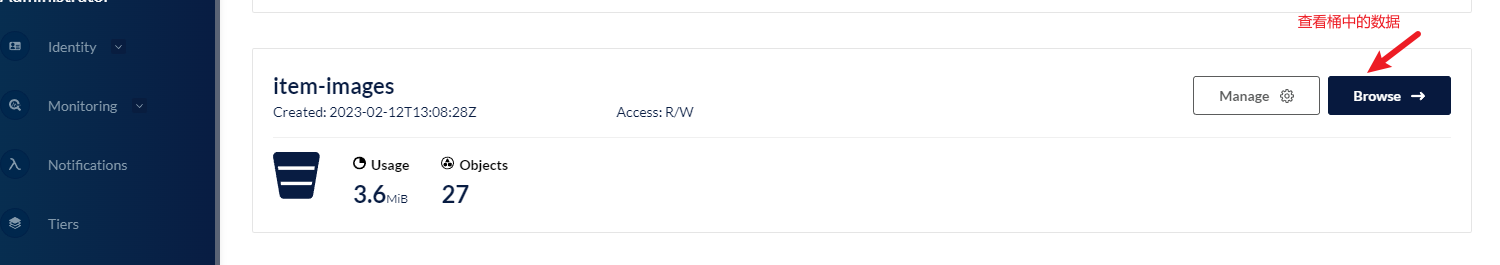 Administrator
查看桶中的数据
Identity
Monitoring
Notifications
Tiers
item-images
Created: 2023-02-12T13:08:28Z
Access: R/W
Manage
Browse
Usage
Objects
3.6MiB
27